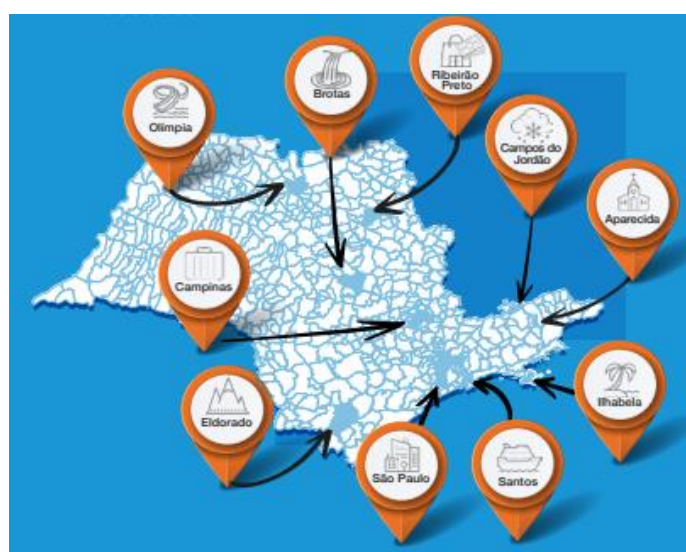 Ribeirão
Preto
Brotas
Olímpia
Campos do
Jordão
Aparecida
Campinas
Ilhabela
Eldorado
São Paulo
Santos